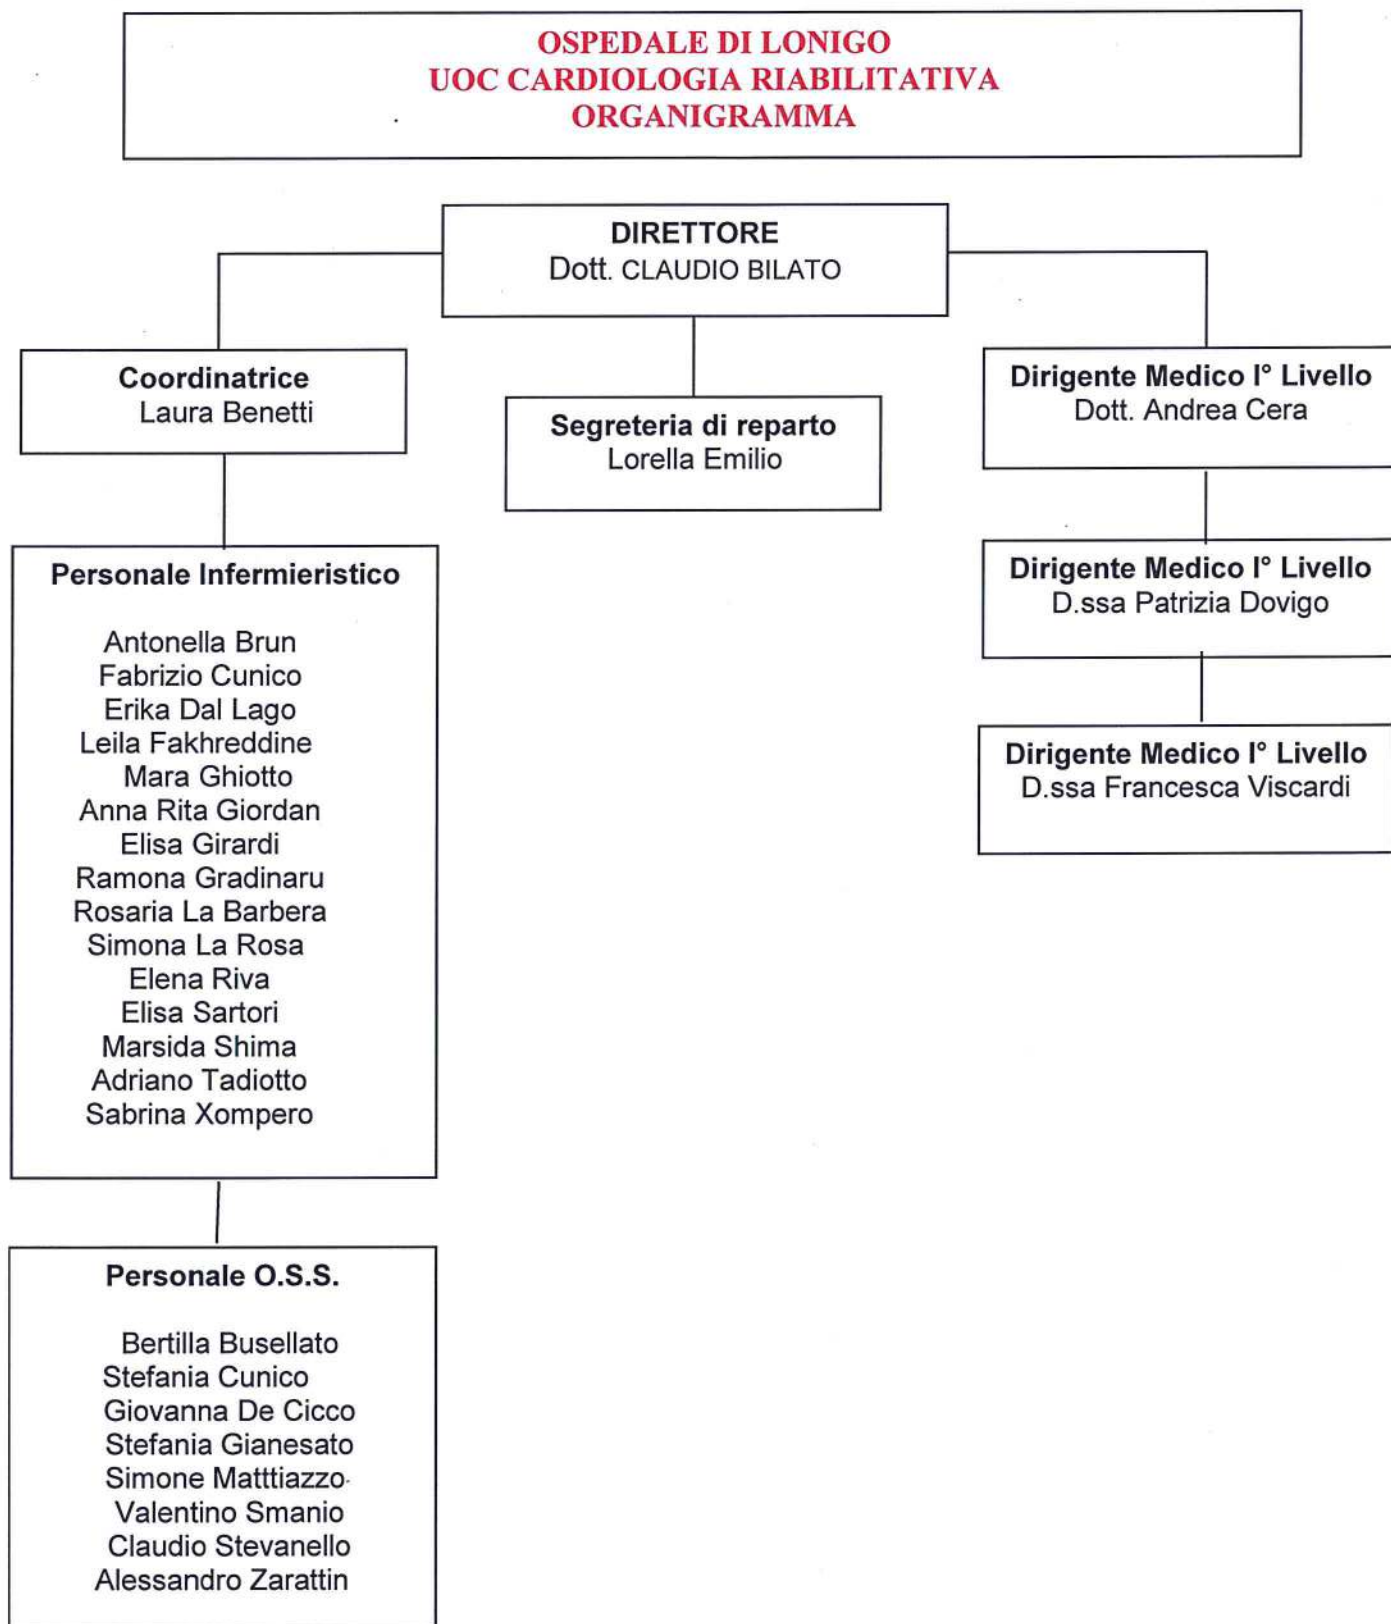 OSPEDALE DI LONIGO
UOC CARDIOLOGIA RIABILITATIVA
ORGANIGRAMMA
DIRETTORE
Dott. CLAUDIO BILATO
Coordinatrice
Laura Benetti
Segreteria di reparto
Lorella Emilio
Dirigente Medico I° Livello
Dott. Andrea Cera
Dirigente Medico I° Livello
D.ssa Patrizia Dovigo
Dirigente Medico I° Livello
D.ssa Francesca Viscardi
Personale Infermieristico
Antonella Brun
Fabrizio Cunico
Erika Dal Lago
Leila Fakhreddine
Mara Ghiotto
Anna Rita Giordan
Elisa Girardi
Ramona Gradinaru
Rosaria La Barbera
Simona La Rosa
Elena Riva
Elisa Sartori
Marsida Shima
Adriano Tadiotto
Sabrina Xompero
Personale O.S.S.
Bertilla Busellato
Stefania Cunico
Giovanna De Cicco
Stefania Gianesato
Simone Matttiazzo
Valentino Smanio
Claudio Stevanello
Alessandro Zarattin